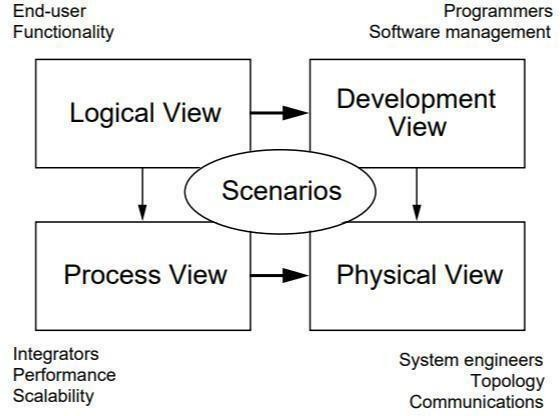 End-user
Functionality
Programmers
Software management
Logical View
Development
View
Scenarios
Process View
Physical View
Integrators
Performance
Scalability
System engineers
Topology
Communications